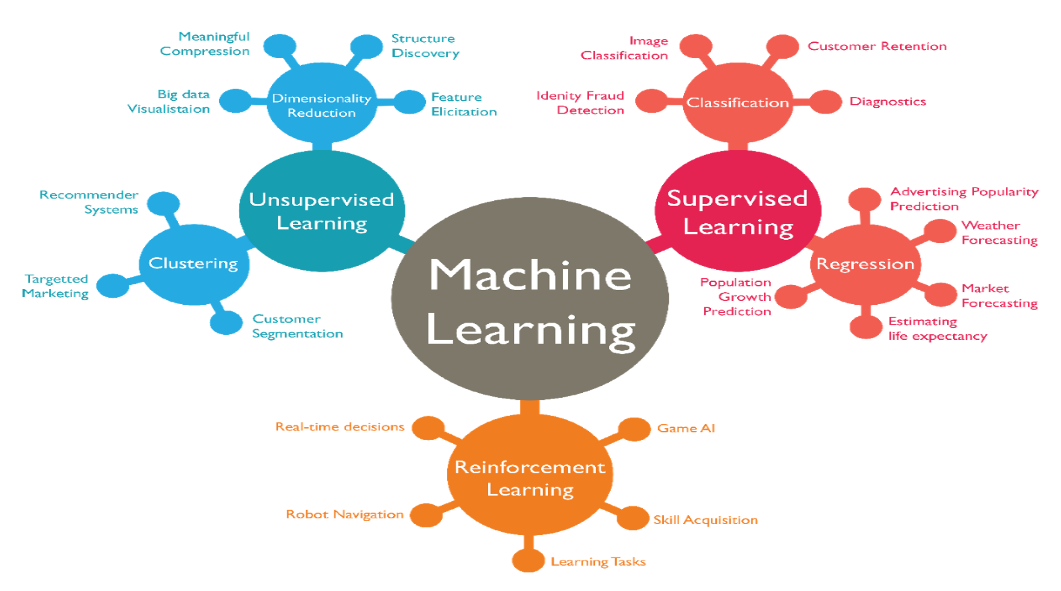 Machine
Learning
Unsupervised
Learning
Dimensionality
Reduction
Meaningful
Compression
Structure
Discovery
Big data
Visualistaion
Feature
Elicitation
Clustering
Recommender
Systems
Targetted
Marketing
Customer
Segmentation
Supervised
Learning
Classification
Image
Classification
Customer Retention
Idenity Fraud
Detection
Diagnostics
Regression
Advertising Popularity
Prediction
Weather
Forecasting
Population
Growth
Prediction
Market
Forecasting
Estimating
life expectancy
Reinforcement
Learning
Real-time decisions
Game AI
Robot Navigation
Skill Acquisition
Learning Tasks